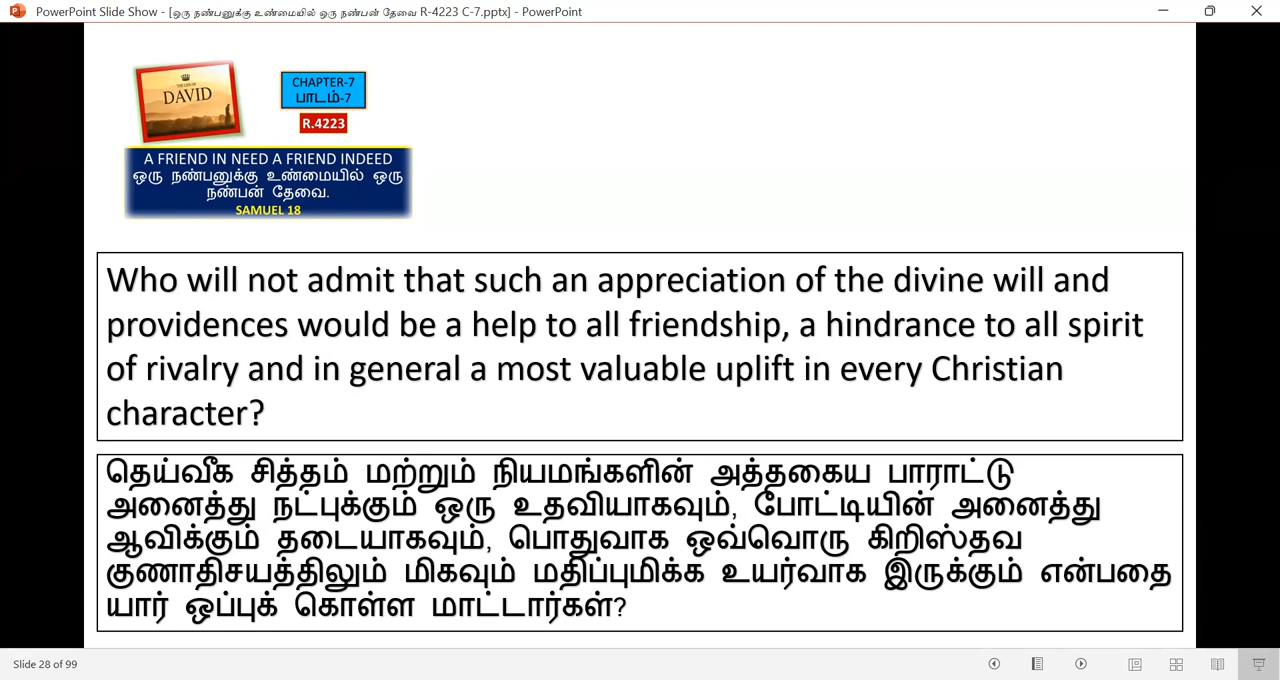 PowerPoint Slide Show - [ஒரு நண்பனுக்கு உண்மையில் ஒரு நண்பன் தேவை R-4223 C-7.pptx] - PowerPoint
THE LIFE OF
DAVID
CHAPTER-7
பாடம்-7
R.4223
A FRIEND IN NEED A FRIEND INDEED
ஒரு நண்பனுக்கு உண்மையில் ஒரு
நண்பன் தேவை.
SAMUEL 18
Who will not admit that such an appreciation of the divine will and
providences would be a help to all friendship, a hindrance to all spirit
of rivalry and in general a most valuable uplift in every Christian
character?
தெய்வீக சித்தம் மற்றும் நியமங்களின் அத்தகைய பாராட்டு
அனைத்து நட்புக்கும் ஒரு உதவியாகவும், போட்டியின் அனைத்து
ஆவிக்கும் தடையாகவும், பொதுவாக ஒவ்வொரு கிறிஸ்தவ
குணாதிசயத்திலும் மிகவும் மதிப்புமிக்க உயர்வாக இருக்கும் என்பதை
யார் ஒப்புக் கொள்ள மாட்டார்கள்?
Slide 28 of 99